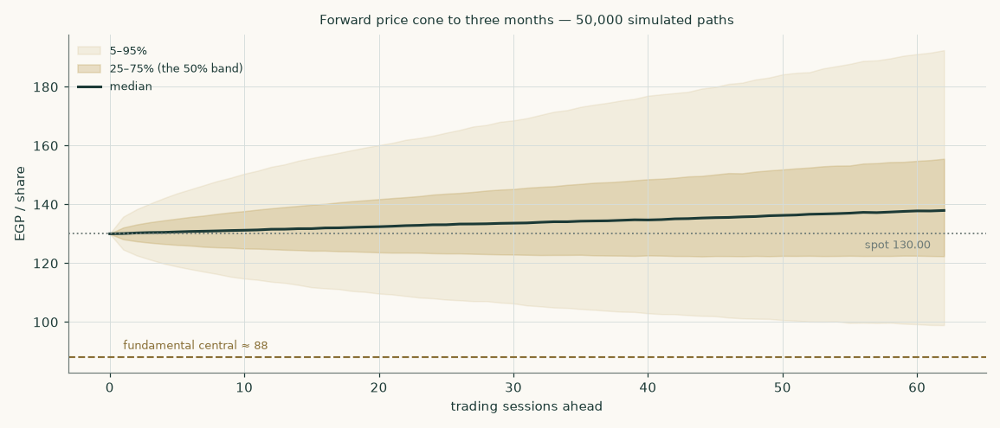 Forward price cone to three months — 50,000 simulated paths
5–95%
25–75% (the 50% band)
median
EGP / share
180
160
140
120
100
spot 130.00
fundamental central ≈ 88
0 10 20 30 40 50 60
trading sessions ahead